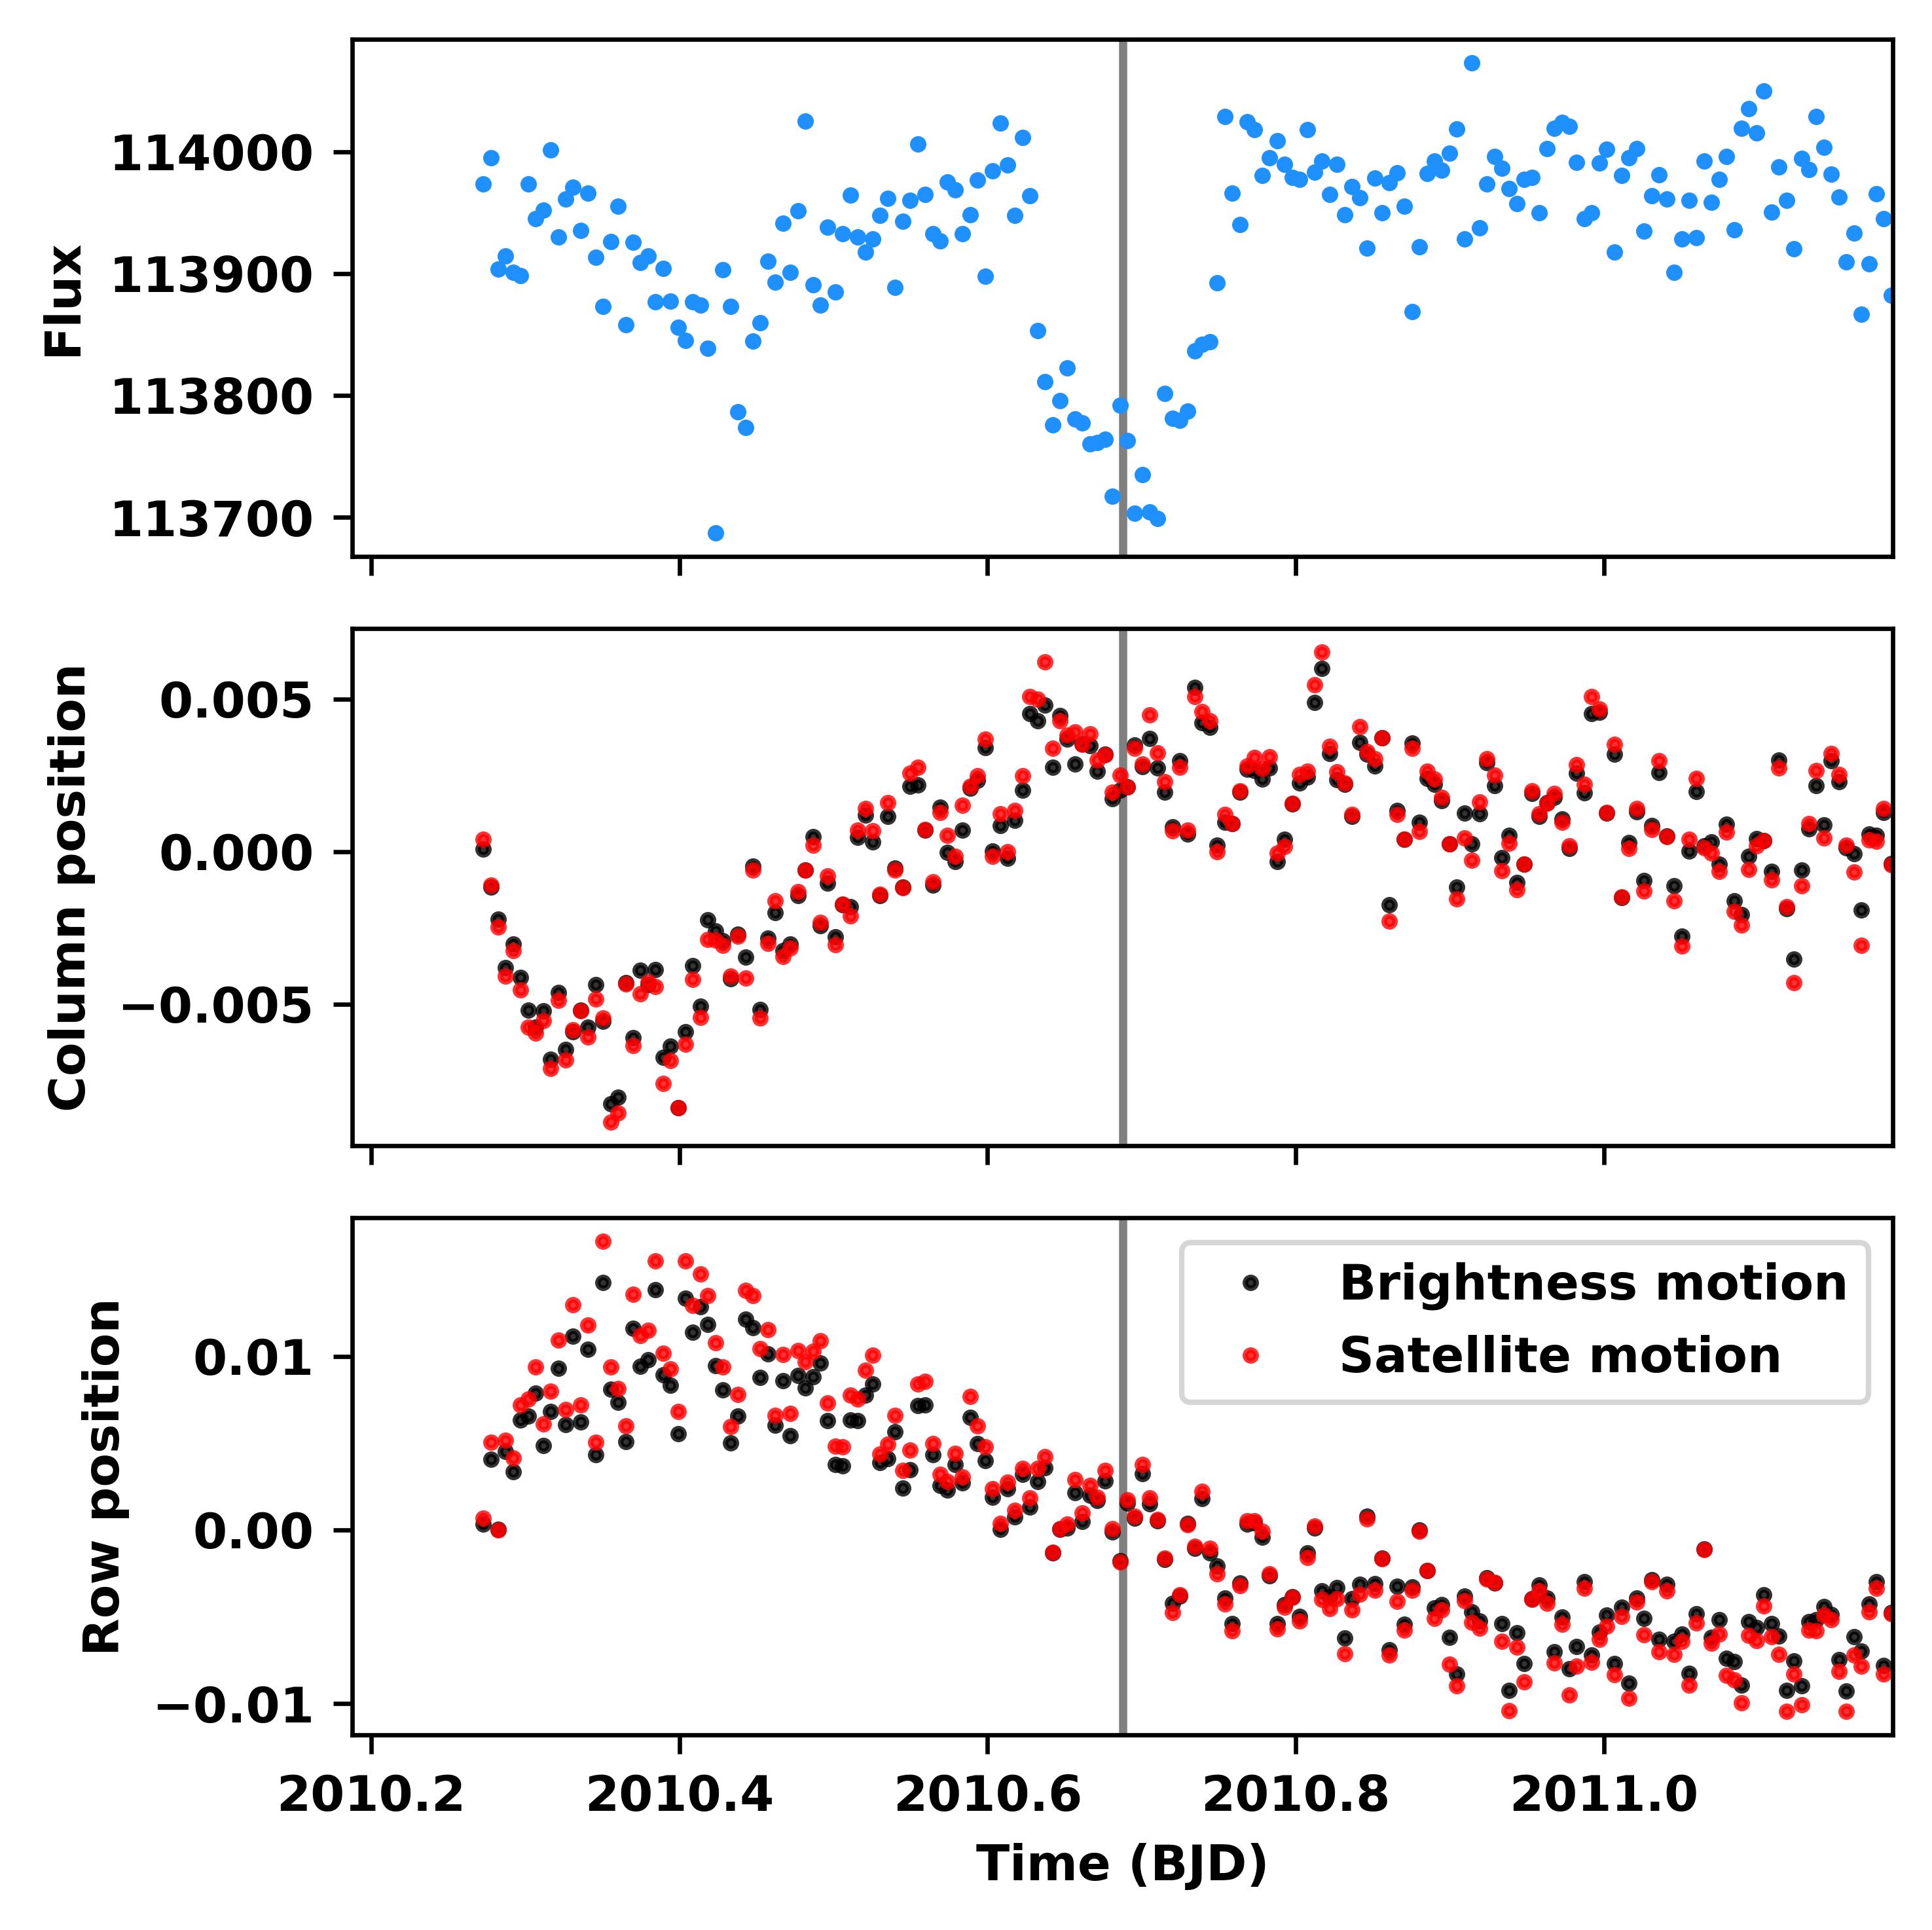 Flux
114000
113900
113800
113700
Column position
0.005
0.000
−0.005
Row position
0.01
0.00
−0.01
Brightness motion
Satellite motion
2010.2 2010.4 2010.6 2010.8 2011.0
Time (BJD)